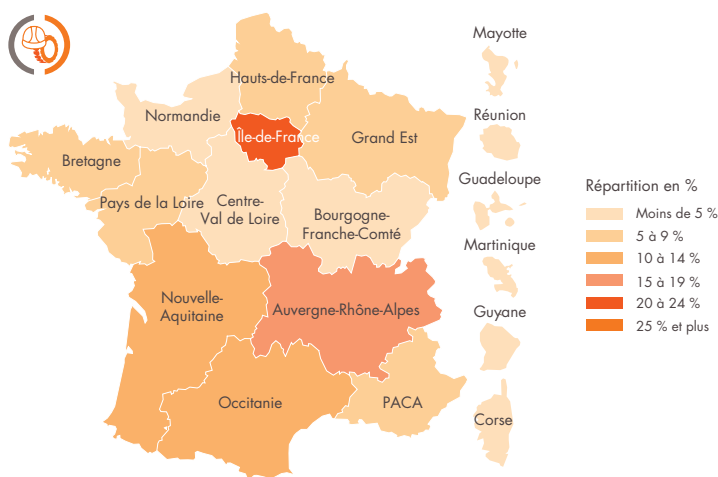 Mayotte
Hauts-de-France
Normandie
Réunion
Île-de-France
Grand Est
Bretagne
Guadeloupe
Pays de la Loire
Centre-
Val de Loire
Bourgogne-
Franche-Comté
Martinique
Nouvelle-
Aquitaine
Auvergne-Rhône-Alpes
Guyane
Occitanie
PACA
Corse
Répartition en %
Moins de 5 %
5 à 9 %
10 à 14 %
15 à 19 %
20 à 24 %
25 % et plus